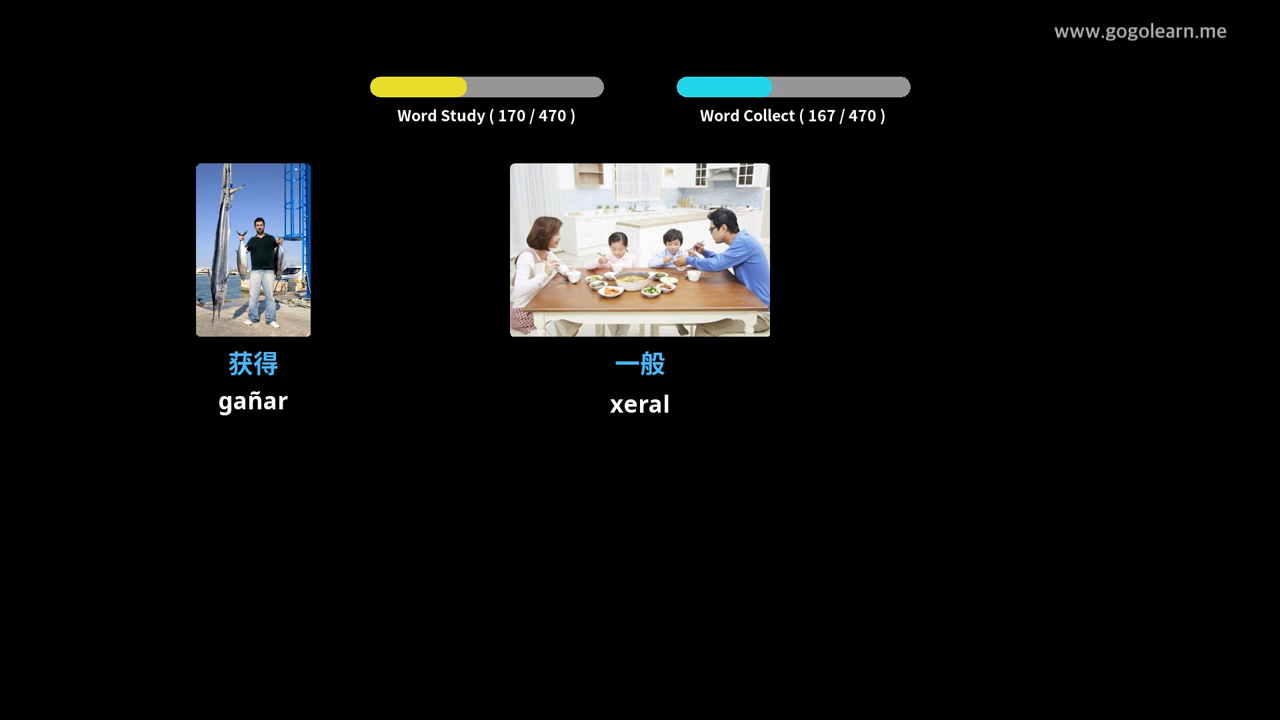 www.gogolearn.me
Word Study ( 170 / 470 )
Word Collect ( 167 / 470 )
获得
gañar
一般
xeral